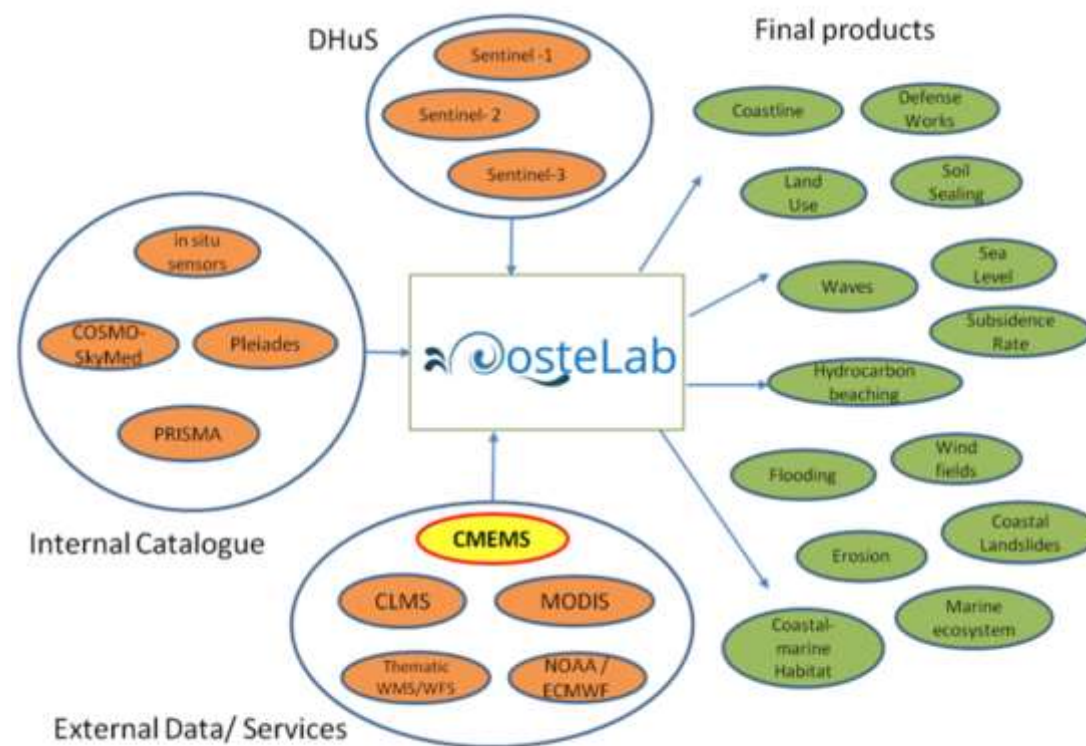 DHuS
Sentinel -1
Sentinel- 2
Sentinel-3
Final products
Coastline
Defense
Works
Land
Use
Soil
Sealing
Waves
Sea
Level
Subsidence
Rate
Hydrocarbon
beaching
Flooding
Wind
fields
Erosion
Coastal
Landslides
Coastal-
marine
Habitat
Marine
ecosystem
in situ
sensors
COSMO-
SkyMed
Pleiades
PRISMA
Internal Catalogue
CosteLab
CMEMS
CLMS
MODIS
Thematic
WMS/WFS
NOAA /
ECMWF
External Data/ Services